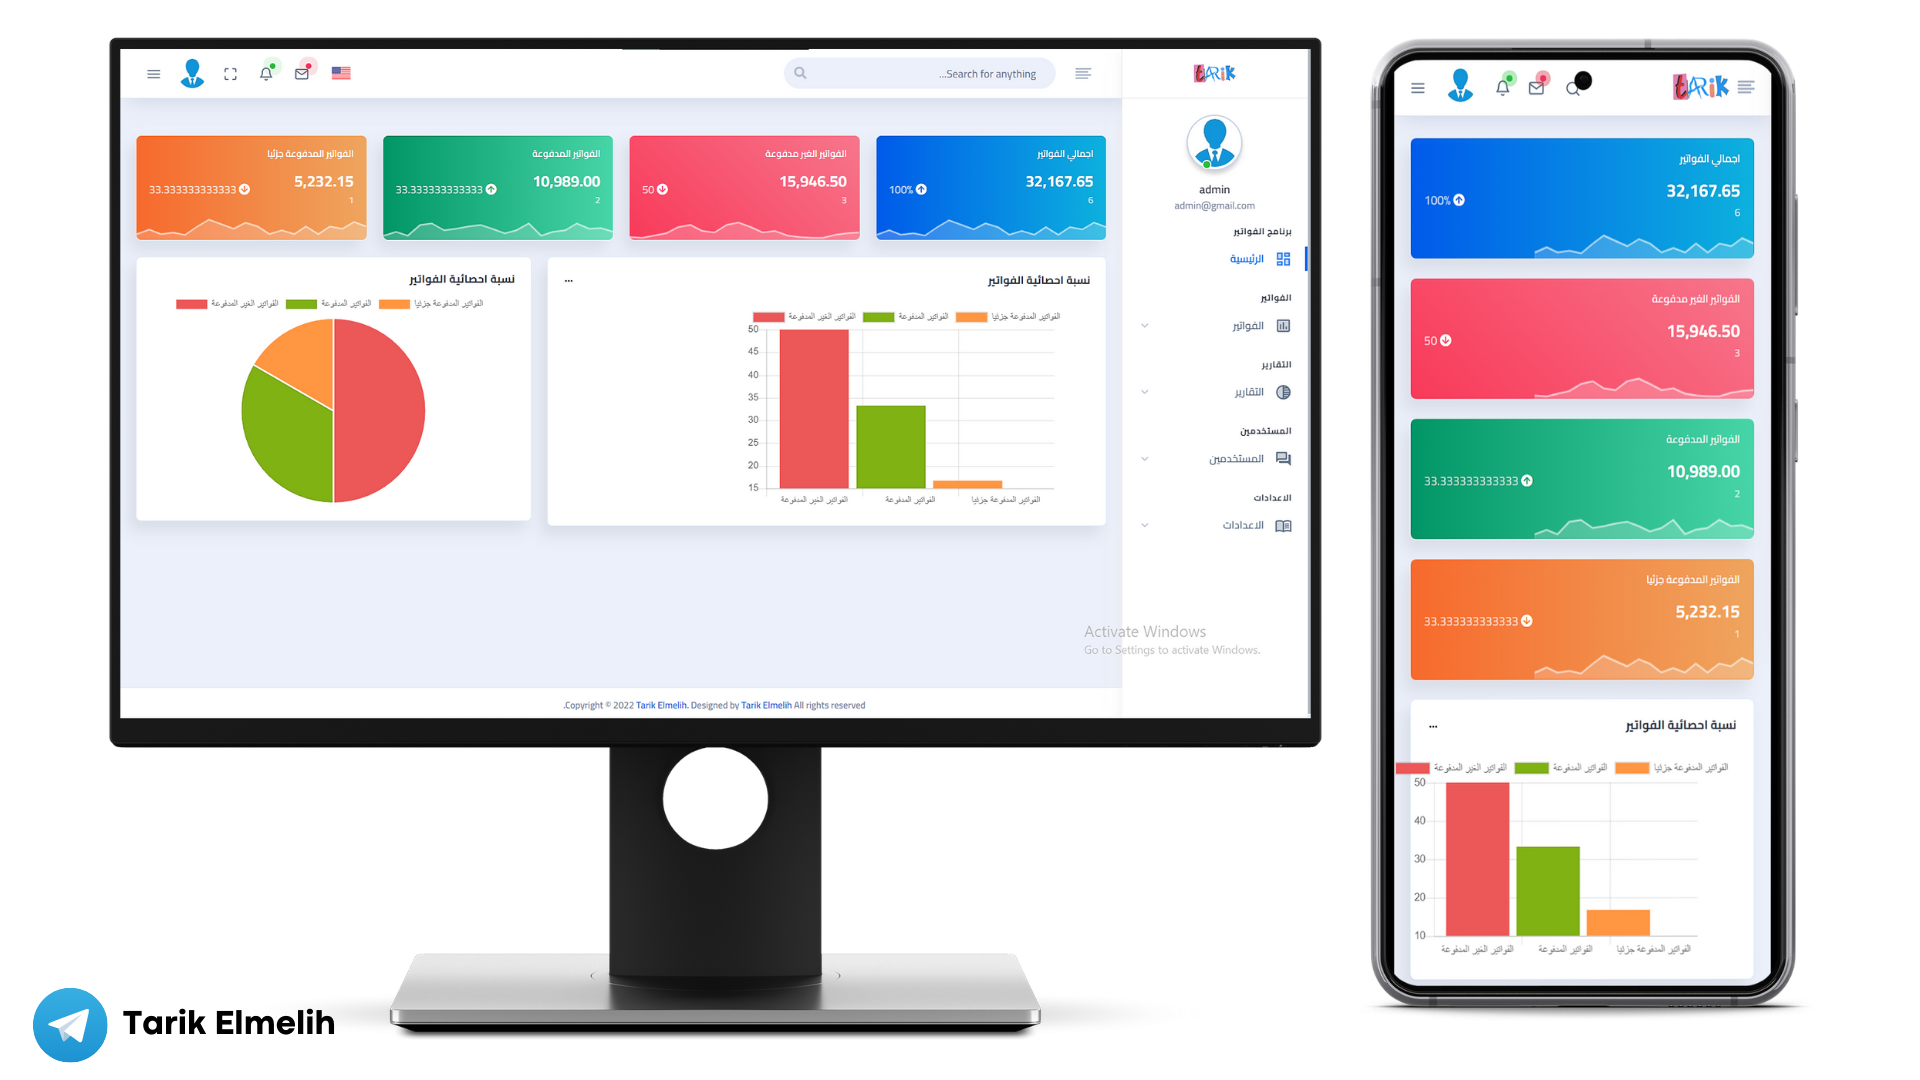 ...Search for anything
tARiK
الفواتير المدفوعة جزئيا
5,232.15
33.333333333333
1
الفواتير المدفوعة
10,989.00
33.333333333333
2
الفواتير الغير مدفوعة
15,946.50
50
3
اجمالي الفواتير
32,167.65
100%
6
admin
admin@gmail.com
برنامج الفواتير
الرئيسية
الفواتير
الفواتير
التقارير
التقارير
المستخدمين
المستخدمين
الاعدادات
الاعدادات
نسبة احصائية الفواتير
الفواتير الغير المدفوعة
الفواتير المدفوعة
الفواتير المدفوعة جزئيا
نسبة احصائية الفواتير
...
الفواتير الغير المدفوعة
الفواتير المدفوعة
الفواتير المدفوعة جزئيا
50
45
40
35
30
25
20
15
الفواتير الغير المدفوعة
الفواتير المدفوعة
الفواتير المدفوعة جزئيا
Activate Windows
Go to Settings to activate Windows.
.Copyright © 2022 Tarik Elmelih. Designed by Tarik Elmelih All rights reserved
tARiK
اجمالي الفواتير
32,167.65
100%
6
الفواتير الغير مدفوعة
15,946.50
50
3
الفواتير المدفوعة
10,989.00
33.333333333333
2
الفواتير المدفوعة جزئيا
5,232.15
33.333333333333
1
نسبة احصائية الفواتير
...
الفواتير الغير المدفوعة
الفواتير المدفوعة
الفواتير المدفوعة جزئيا
50
40
30
20
10
الفواتير الغير المدفوعة
الفواتير المدفوعة
الفواتير المدفوعة جزئيا
Tarik Elmelih